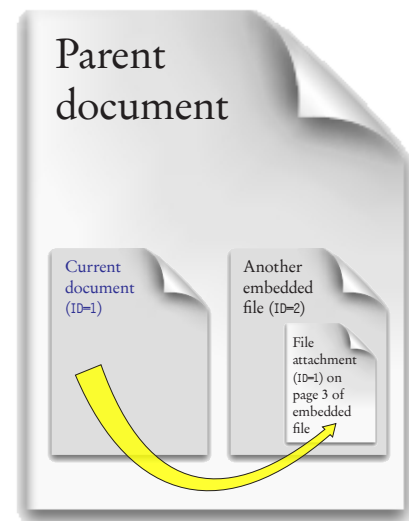 Parent
document
Current
document
(ID=1)
Another
embedded
file (ID=2)
File
attachment
(ID=1) on
page 3 of
embedded
file